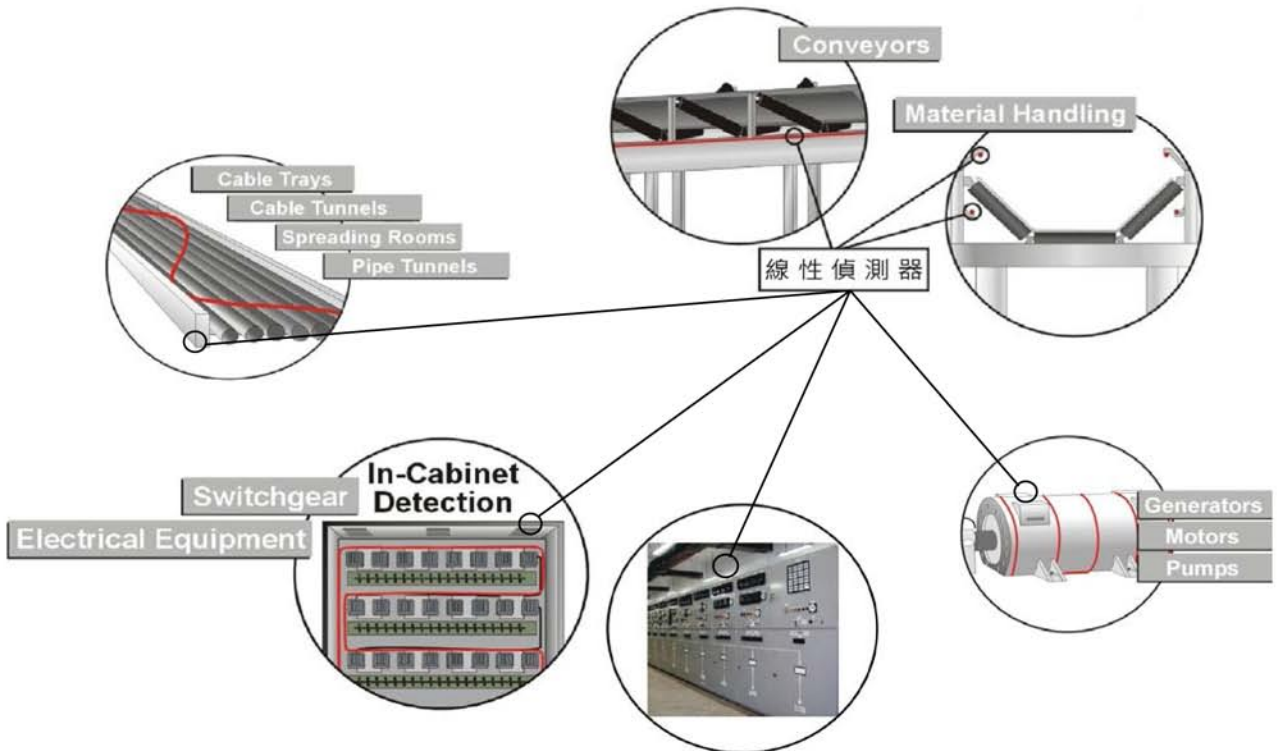 Conveyors
Material Handling
Cable Trays
Cable Tunnels
Spreading Rooms
Pipe Tunnels
線性偵測器
In-Cabinet
Detection
Switchgear
Electrical Equipment
Generators
Motors
Pumps